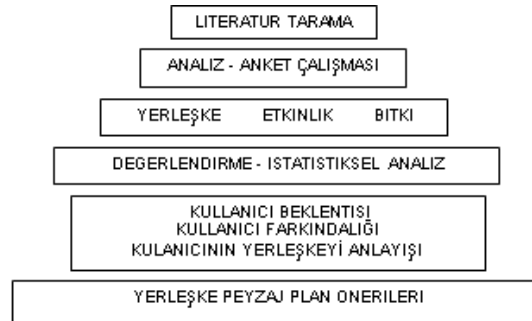 LITERATUR TARAMA
ANALIZ - ANKET ÇALIŞMASI
YERLEŞKE ETKINLIK BITKI
DEGERLENDIRME - ISTATISTIKSEL ANALIZ
KULLANICI BEKLENTISI
KULLANICI FARKINDALIĞI
KULANICININ YERLEŞKEYİ ANLAYIŞI
YERLEŞKE PEYZAJ PLAN ONERILERI